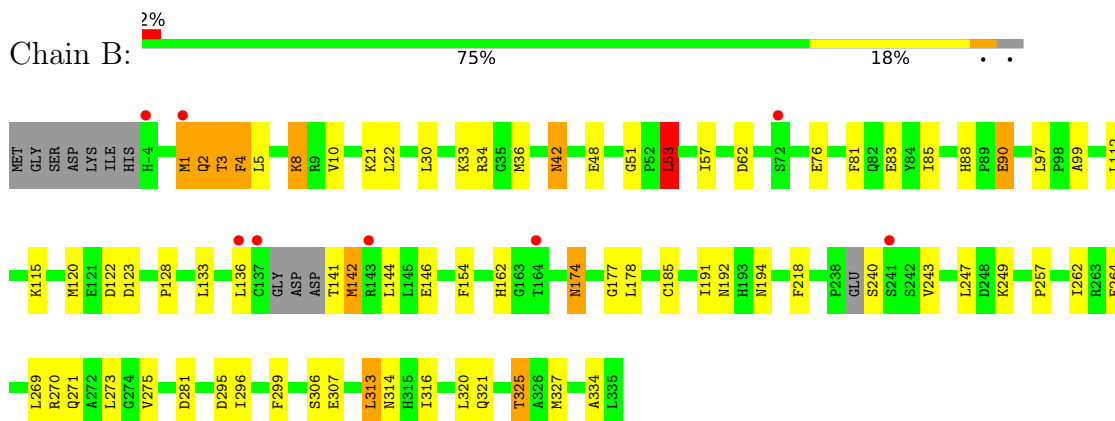 2%
Chain B:
75% 18% • •
MET GLY SER ASP LYS ILE HIS H-4 M1 Q2 T3 F4 L5 K8 R9 V10 K21 L22 L30 K33 R34 G35 M36 N42 E48 G51 P52 L53 I57 D62 S72 E76 F81 Q82 E83 Y84 I85 H88 P89 E90 L97 P98 A99
K115 M120 E121 D122 D123 P128 L133 L136 C137 GLY ASP ASP T141 M142 R143 L144 L145 E146 F154 H162 G163 T164 N174 G177 L178 C185 I191 N192 H193 N194 F218 P238 GLU S240 S241 S242 V243 L247 D248 K249 P257 I262 R263
L269 R270 Q271 A272 L273 G274 V275 D281 D295 I296 F299 S306 E307 L313 N314 H315 I316 L320 Q321 T325 A326 M327 A334 L335